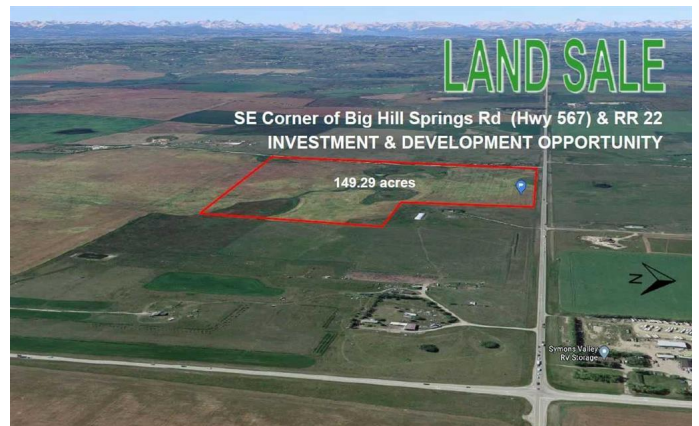 LAND SALE
SE Corner of Big Hill Springs Rd (Hwy 567) & RR 22
INVESTMENT & DEVELOPMENT OPPORTUNITY
149.29 acres
P
N
Symons Valley
RV Storage